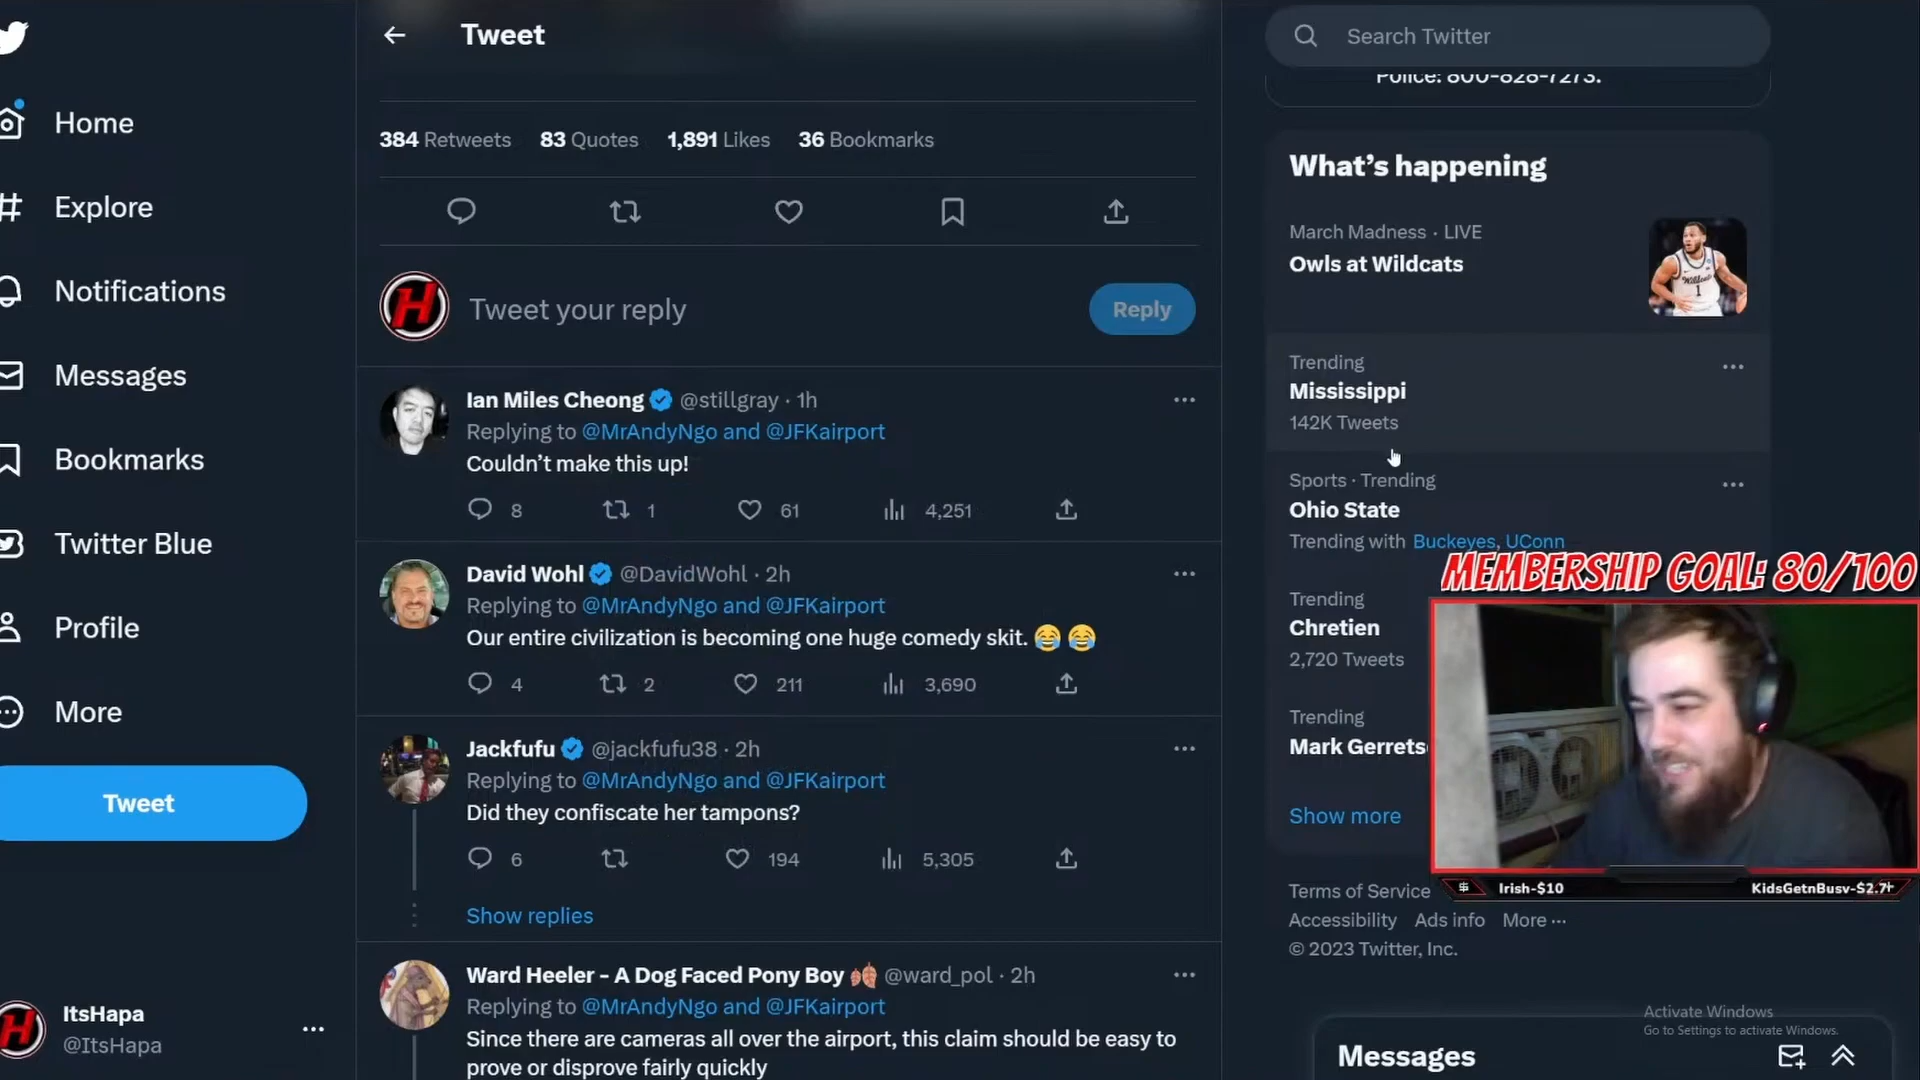 Tweet
Search Twitter
Police: 800-828-7273.
Home
Explore
Notifications
Messages
Bookmarks
Twitter Blue
Profile
More
Tweet
ItsHapa
@ItsHapa
384 Retweets 83 Quotes 1,891 Likes 36 Bookmarks
Tweet your reply
Reply
Ian Miles Cheong @stillgray · 1h
Replying to @MrAndyNgo and @JFKairport
Couldn’t make this up!
8 1 61 4,251
David Wohl @DavidWohl · 2h
Replying to @MrAndyNgo and @JFKairport
Our entire civilization is becoming one huge comedy skit. 😂 😂
4 2 211 3,690
Jackfufu @jackfufu38 · 2h
Replying to @MrAndyNgo and @JFKairport
Did they confiscate her tampons?
6 194 5,305
Show replies
Ward Heeler - A Dog Faced Pony Boy 🍂 @ward_pol · 2h
Replying to @MrAndyNgo and @JFKairport
Since there are cameras all over the airport, this claim should be easy to
prove or disprove fairly quickly
What’s happening
March Madness · LIVE
Owls at Wildcats
Wildcats
1
Trending
Mississippi
142K Tweets
Sports · Trending
Ohio State
Trending with Buckeyes, UConn
MEMBERSHIP GOAL: 80/100
Trending
Chretien
2,720 Tweets
Trending
Mark Gerrets
Show more
$ Irish-$10 KidsGetnBusy-$2.7
Terms of Service
Accessibility Ads info More ···
© 2023 Twitter, Inc.
Activate Windows
Go to Settings to activate Windows.
Messages